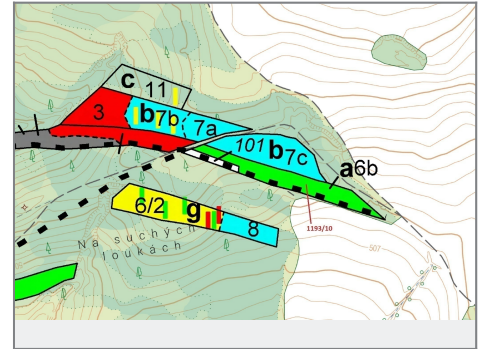 c 11
3 b7b 7a
101 b7c
a6b
6/2 g 8
1193/10
Na suchých
loukách
507